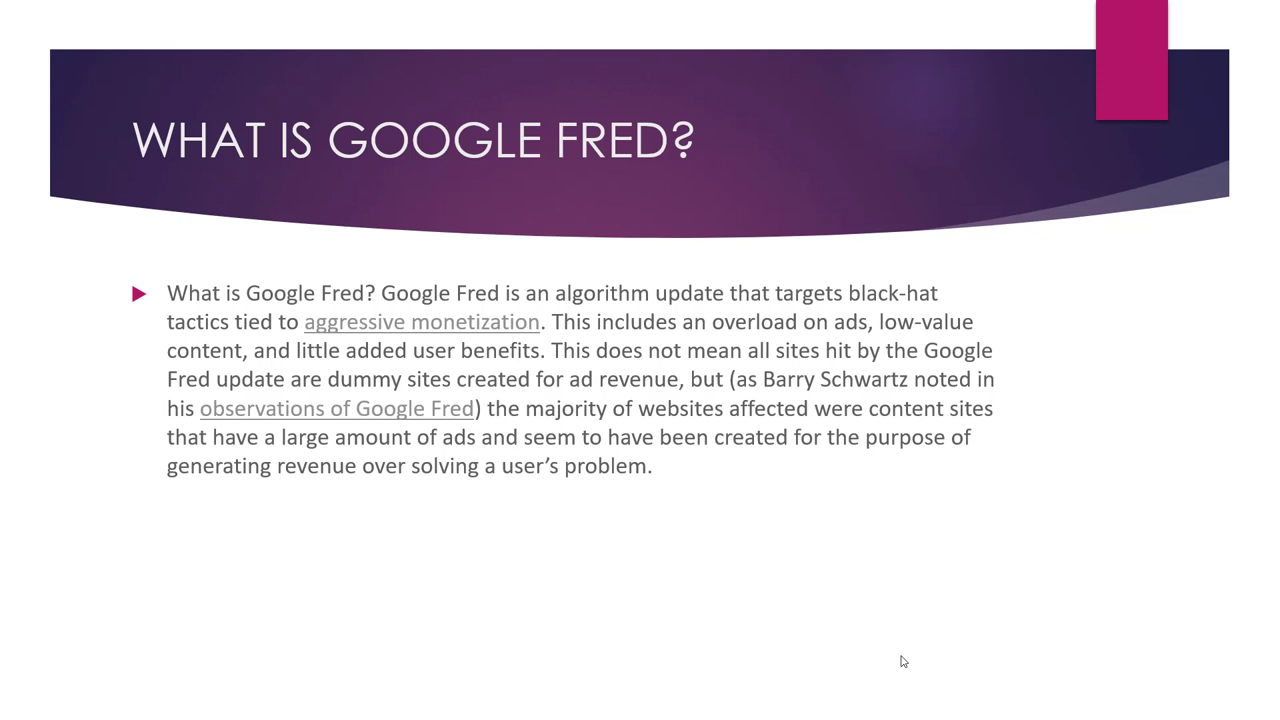 WHAT IS GOOGLE FRED?
What is Google Fred? Google Fred is an algorithm update that targets black-hat
tactics tied to aggressive monetization. This includes an overload on ads, low-value
content, and little added user benefits. This does not mean all sites hit by the Google
Fred update are dummy sites created for ad revenue, but (as Barry Schwartz noted in
his observations of Google Fred) the majority of websites affected were content sites
that have a large amount of ads and seem to have been created for the purpose of
generating revenue over solving a user’s problem.